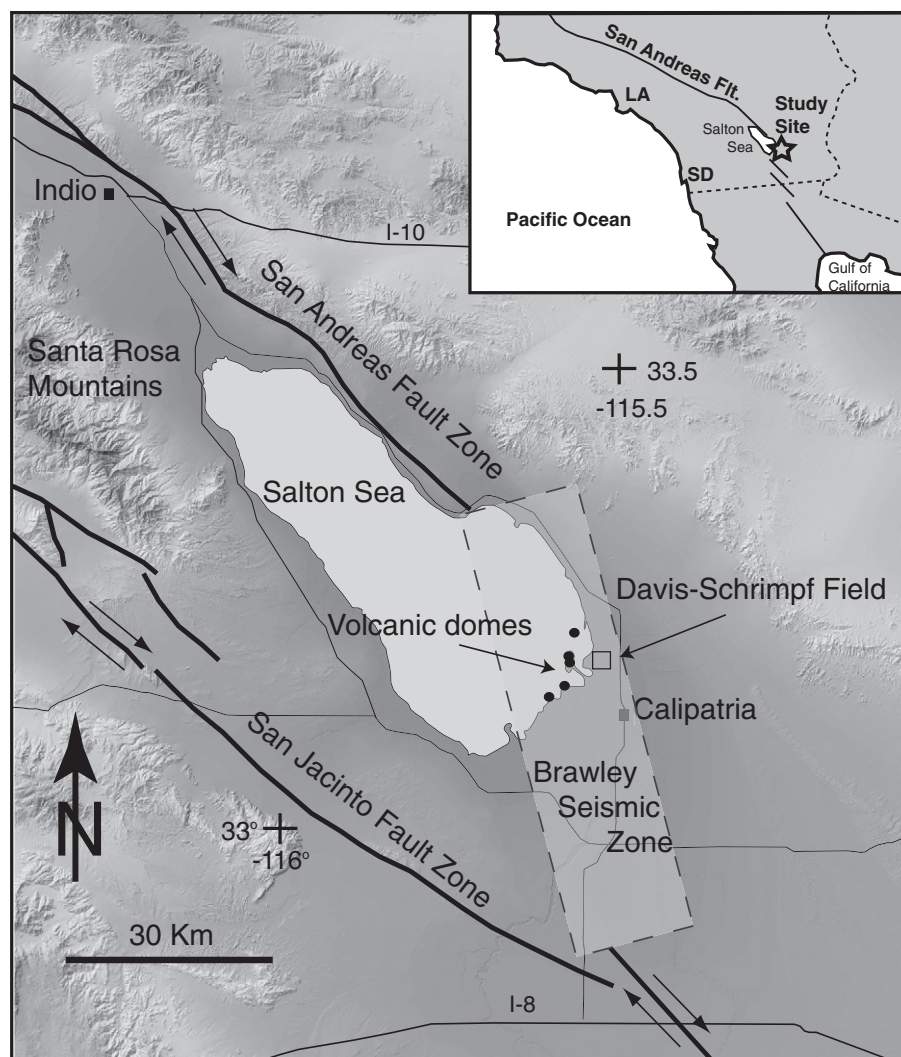 San Andreas Flt.
LA
Study
Site
Salton
Sea
SD
Pacific Ocean
Gulf of
California
Indio
I-10
San Andreas Fault Zone
Santa Rosa
Mountains
33.5
-115.5
Salton Sea
Davis-Schrimpf Field
Volcanic domes
Calipatria
San Jacinto Fault Zone
Brawley
Seismic
Zone
N
33°
-116°
30 Km
I-8